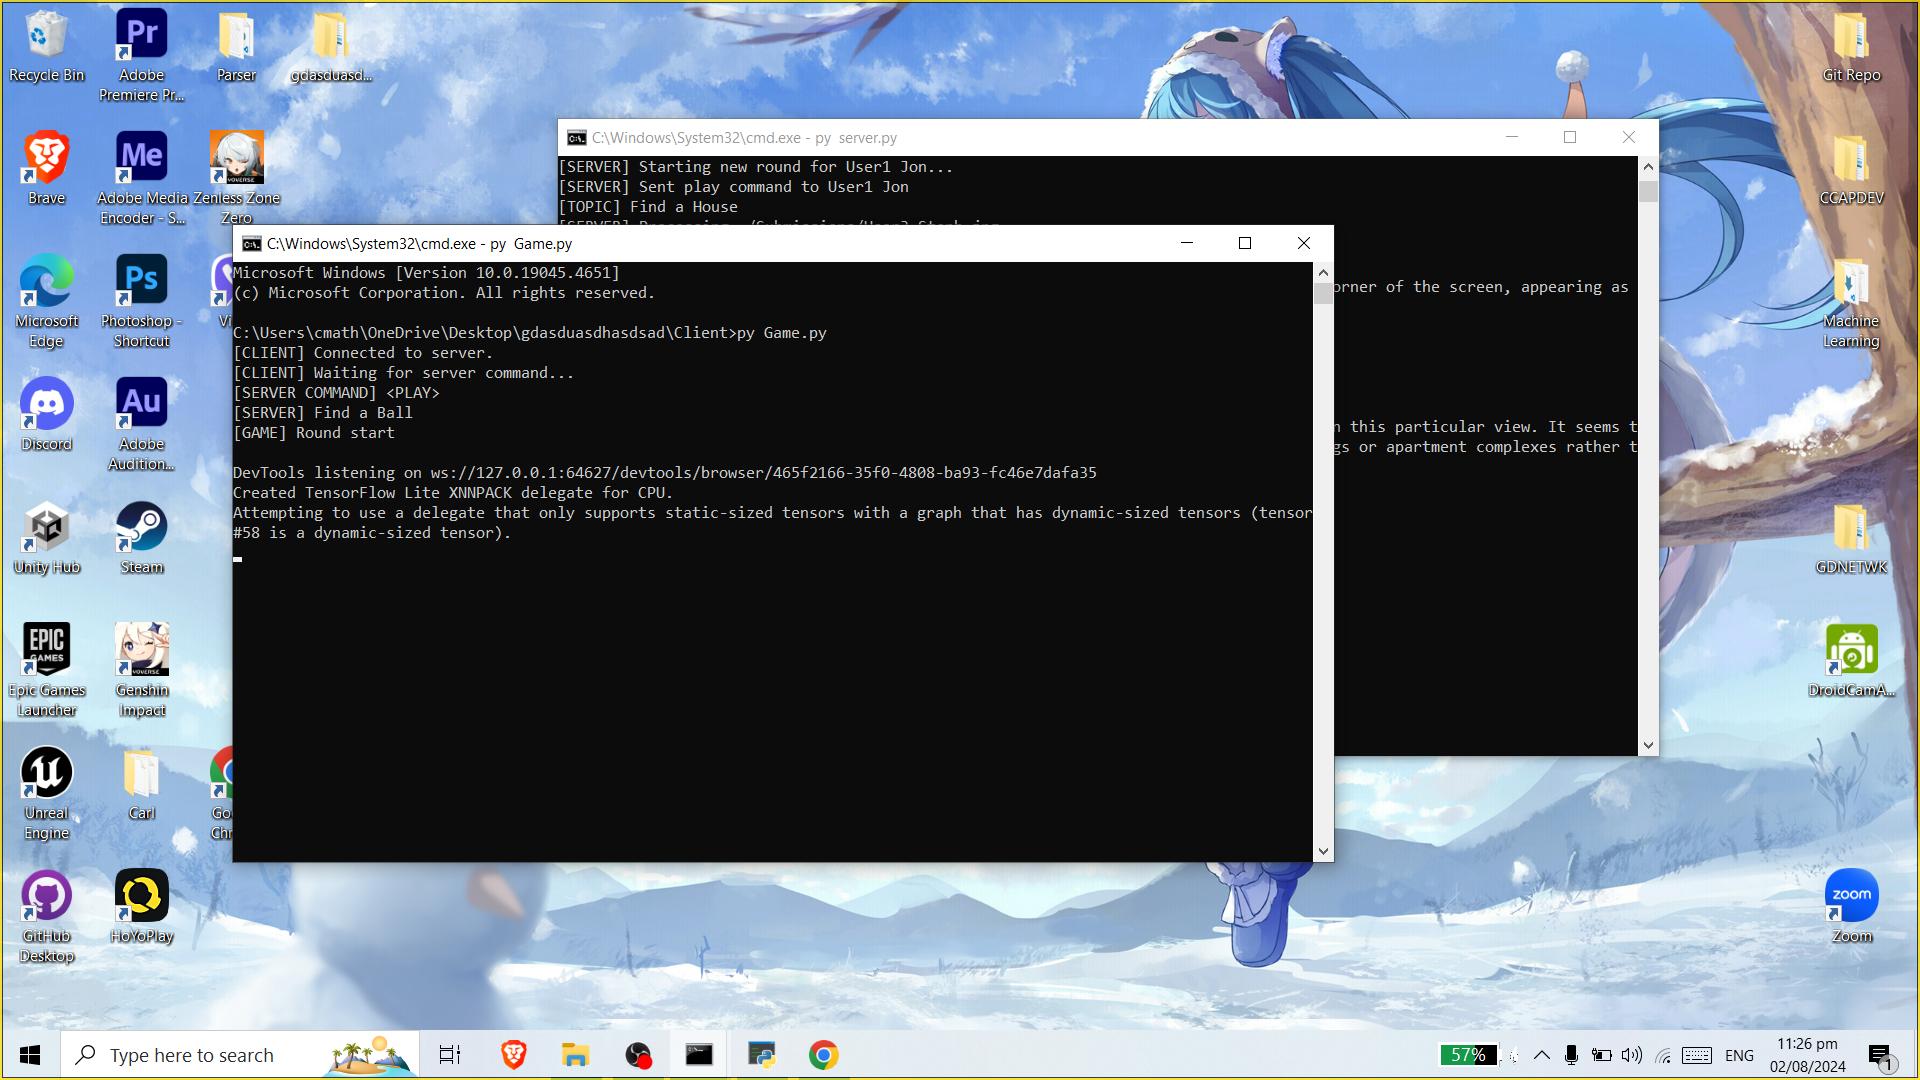 Recycle Bin
Adobe
Premiere Pr...
Parser
gdasduasd...
Brave
Adobe Media
Encoder - S...
Zenless Zone
Zero
Microsoft
Edge
Photoshop -
Shortcut
Vi
Discord
Adobe
Audition...
Unity Hub
Steam
Epic Games
Launcher
Genshin
Impact
Unreal
Engine
Carl
Go
Chr
GitHub
Desktop
HoYoPlay
Git Repo
CCAPDEV
Machine
Learning
GDNETWK
DroidCamA...
Zoom
Pr
Me
Ps
Au
EPIC
GAMES
zoom
C:\Windows\System32\cmd.exe - py  server.py
[SERVER] Starting new round for User1 Jon...
[SERVER] Sent play command to User1 Jon
[TOPIC] Find a House
orner of the screen, appearing as
n this particular view. It seems t
gs or apartment complexes rather t
C:\Windows\System32\cmd.exe - py  Game.py
Microsoft Windows [Version 10.0.19045.4651]
(c) Microsoft Corporation. All rights reserved.
C:\Users\cmath\OneDrive\Desktop\gdasduasdhasdsad\Client>py Game.py
[CLIENT] Connected to server.
[CLIENT] Waiting for server command...
[SERVER COMMAND] <PLAY>
[SERVER] Find a Ball
[GAME] Round start
DevTools listening on ws://127.0.0.1:64627/devtools/browser/465f2166-35f0-4808-ba93-fc46e7dafa35
Created TensorFlow Lite XNNPACK delegate for CPU.
Attempting to use a delegate that only supports static-sized tensors with a graph that has dynamic-sized tensors (tensor
#58 is a dynamic-sized tensor).
Type here to search
57%
ENG
11:26 pm
02/08/2024
1